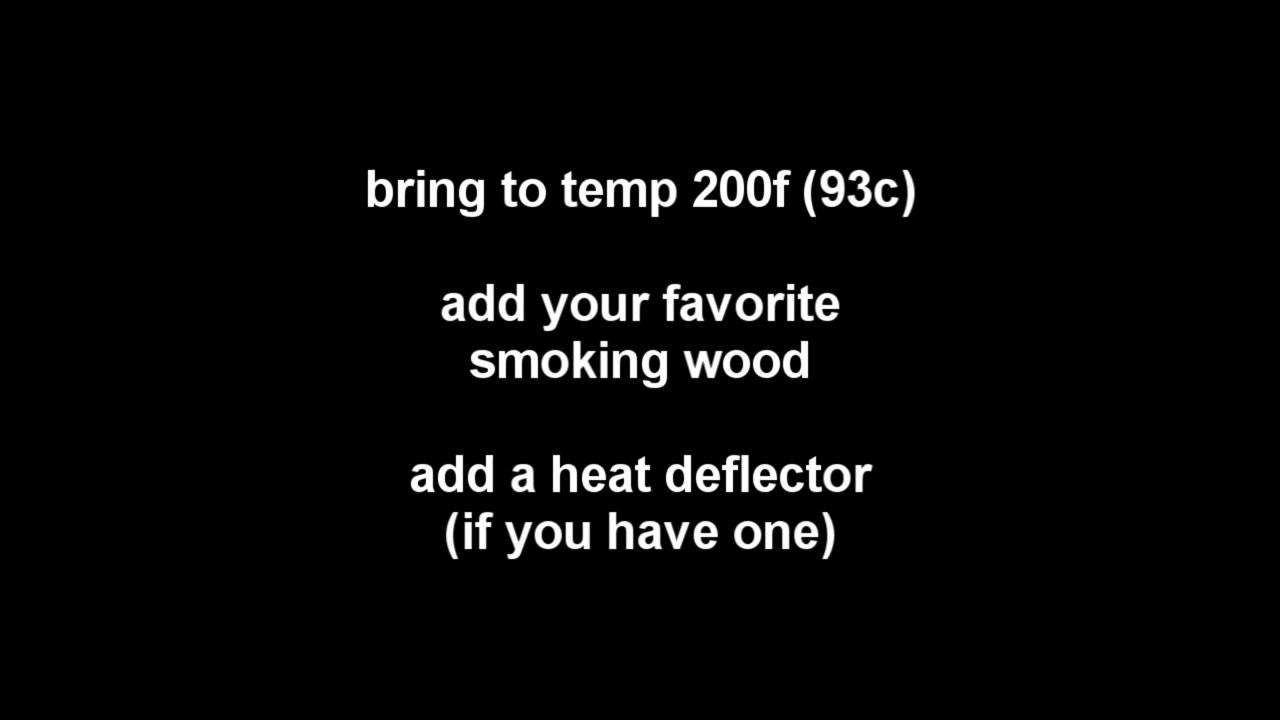 bring to temp 200f (93c)
add your favorite
smoking wood
add a heat deflector
(if you have one)